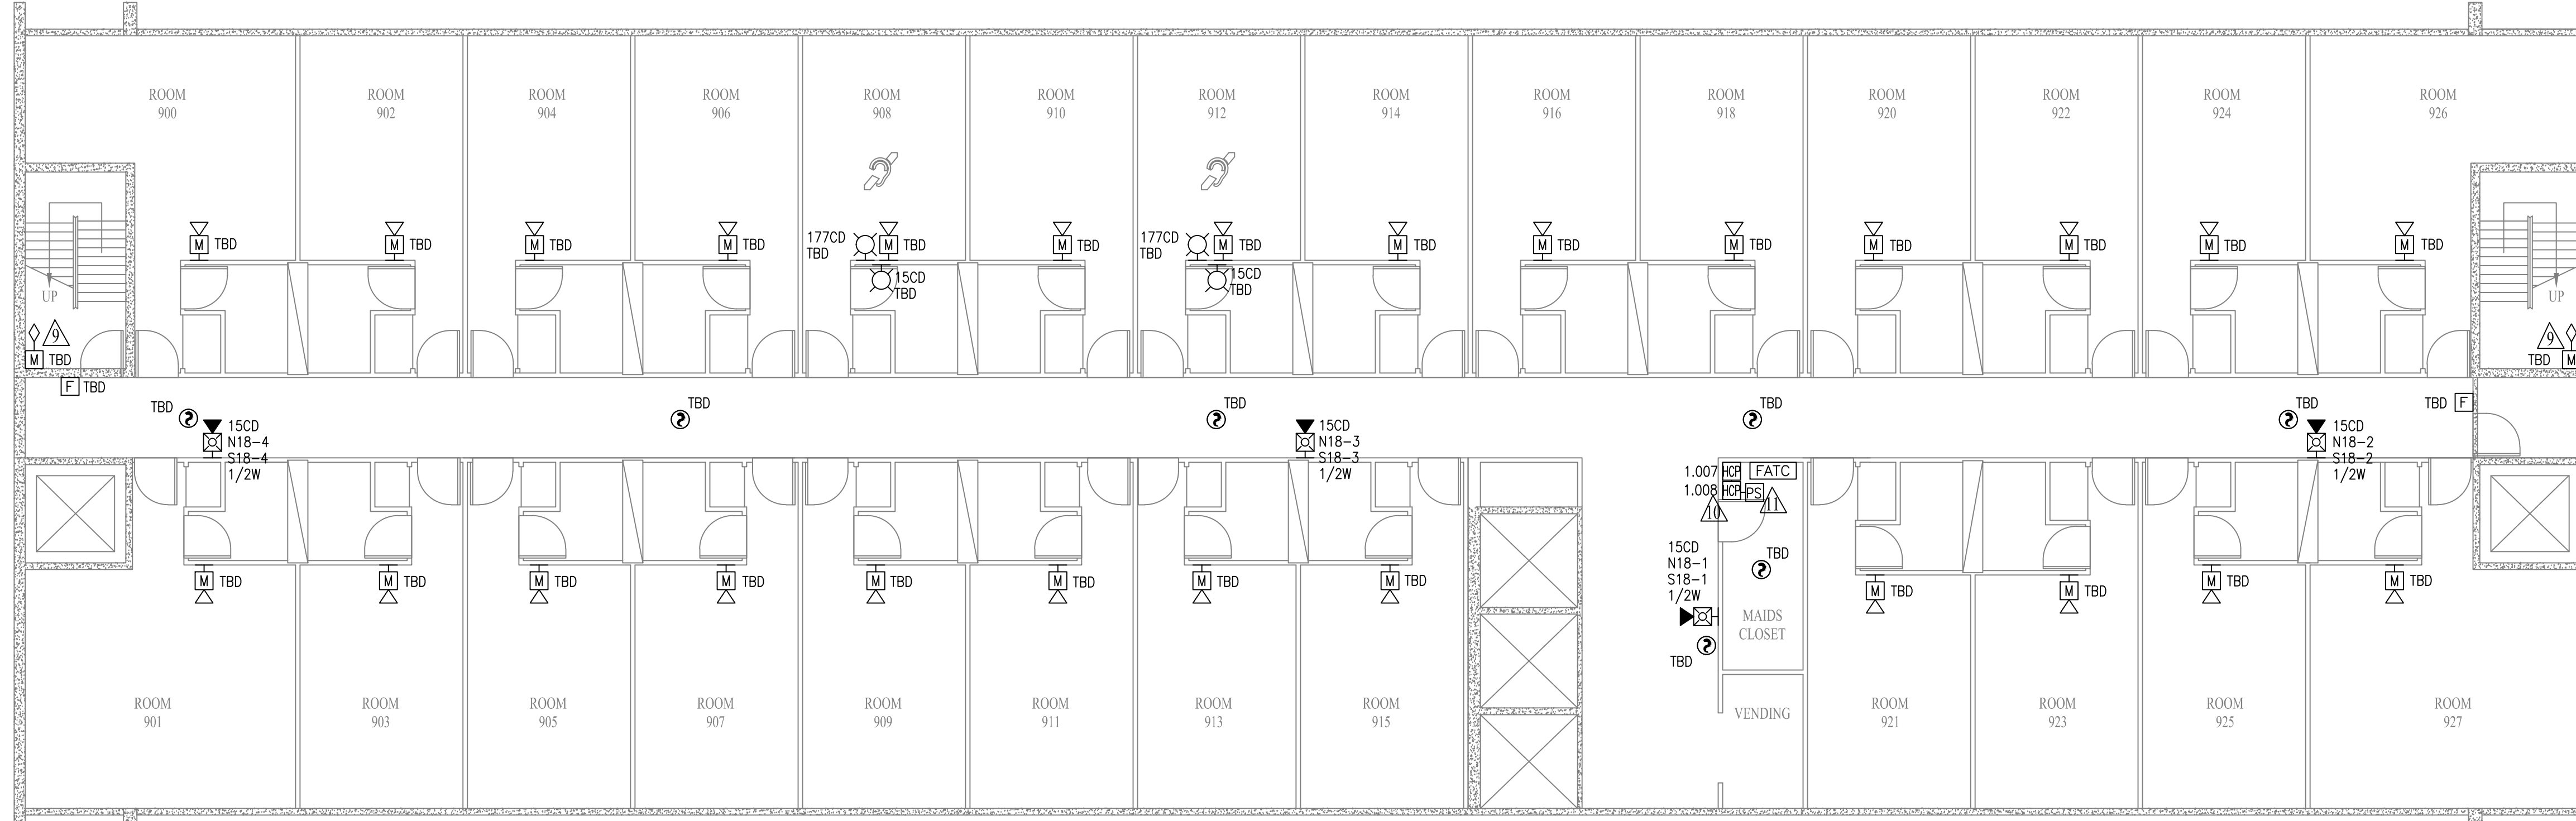 ROOM
900
ROOM
902
ROOM
904
ROOM
906
ROOM
908
ROOM
910
ROOM
912
ROOM
914
ROOM
916
ROOM
918
ROOM
920
ROOM
922
ROOM
924
ROOM
926
M TBD
M TBD
M TBD
M TBD
177CD
TBD
M TBD
15CD
TBD
M TBD
177CD
TBD
M TBD
15CD
TBD
M TBD
M TBD
M TBD
M TBD
M TBD
M TBD
M TBD
UP
UP
9
M TBD
9
TBD M
F TBD
TBD
TBD
TBD
TBD
TBD
TBD F
15CD
N18-4
S18-4
1/2W
15CD
N18-3
S18-3
1/2W
15CD
N18-2
S18-2
1/2W
1.007 HCP FATC
1.008 HCP PS
10
11
15CD
N18-1
S18-1
1/2W
TBD
TBD
MAIDS
CLOSET
VENDING
M TBD
M TBD
M TBD
M TBD
M TBD
M TBD
M TBD
M TBD
M TBD
M TBD
M TBD
M TBD
ROOM
901
ROOM
903
ROOM
905
ROOM
907
ROOM
909
ROOM
911
ROOM
913
ROOM
915
ROOM
921
ROOM
923
ROOM
925
ROOM
927